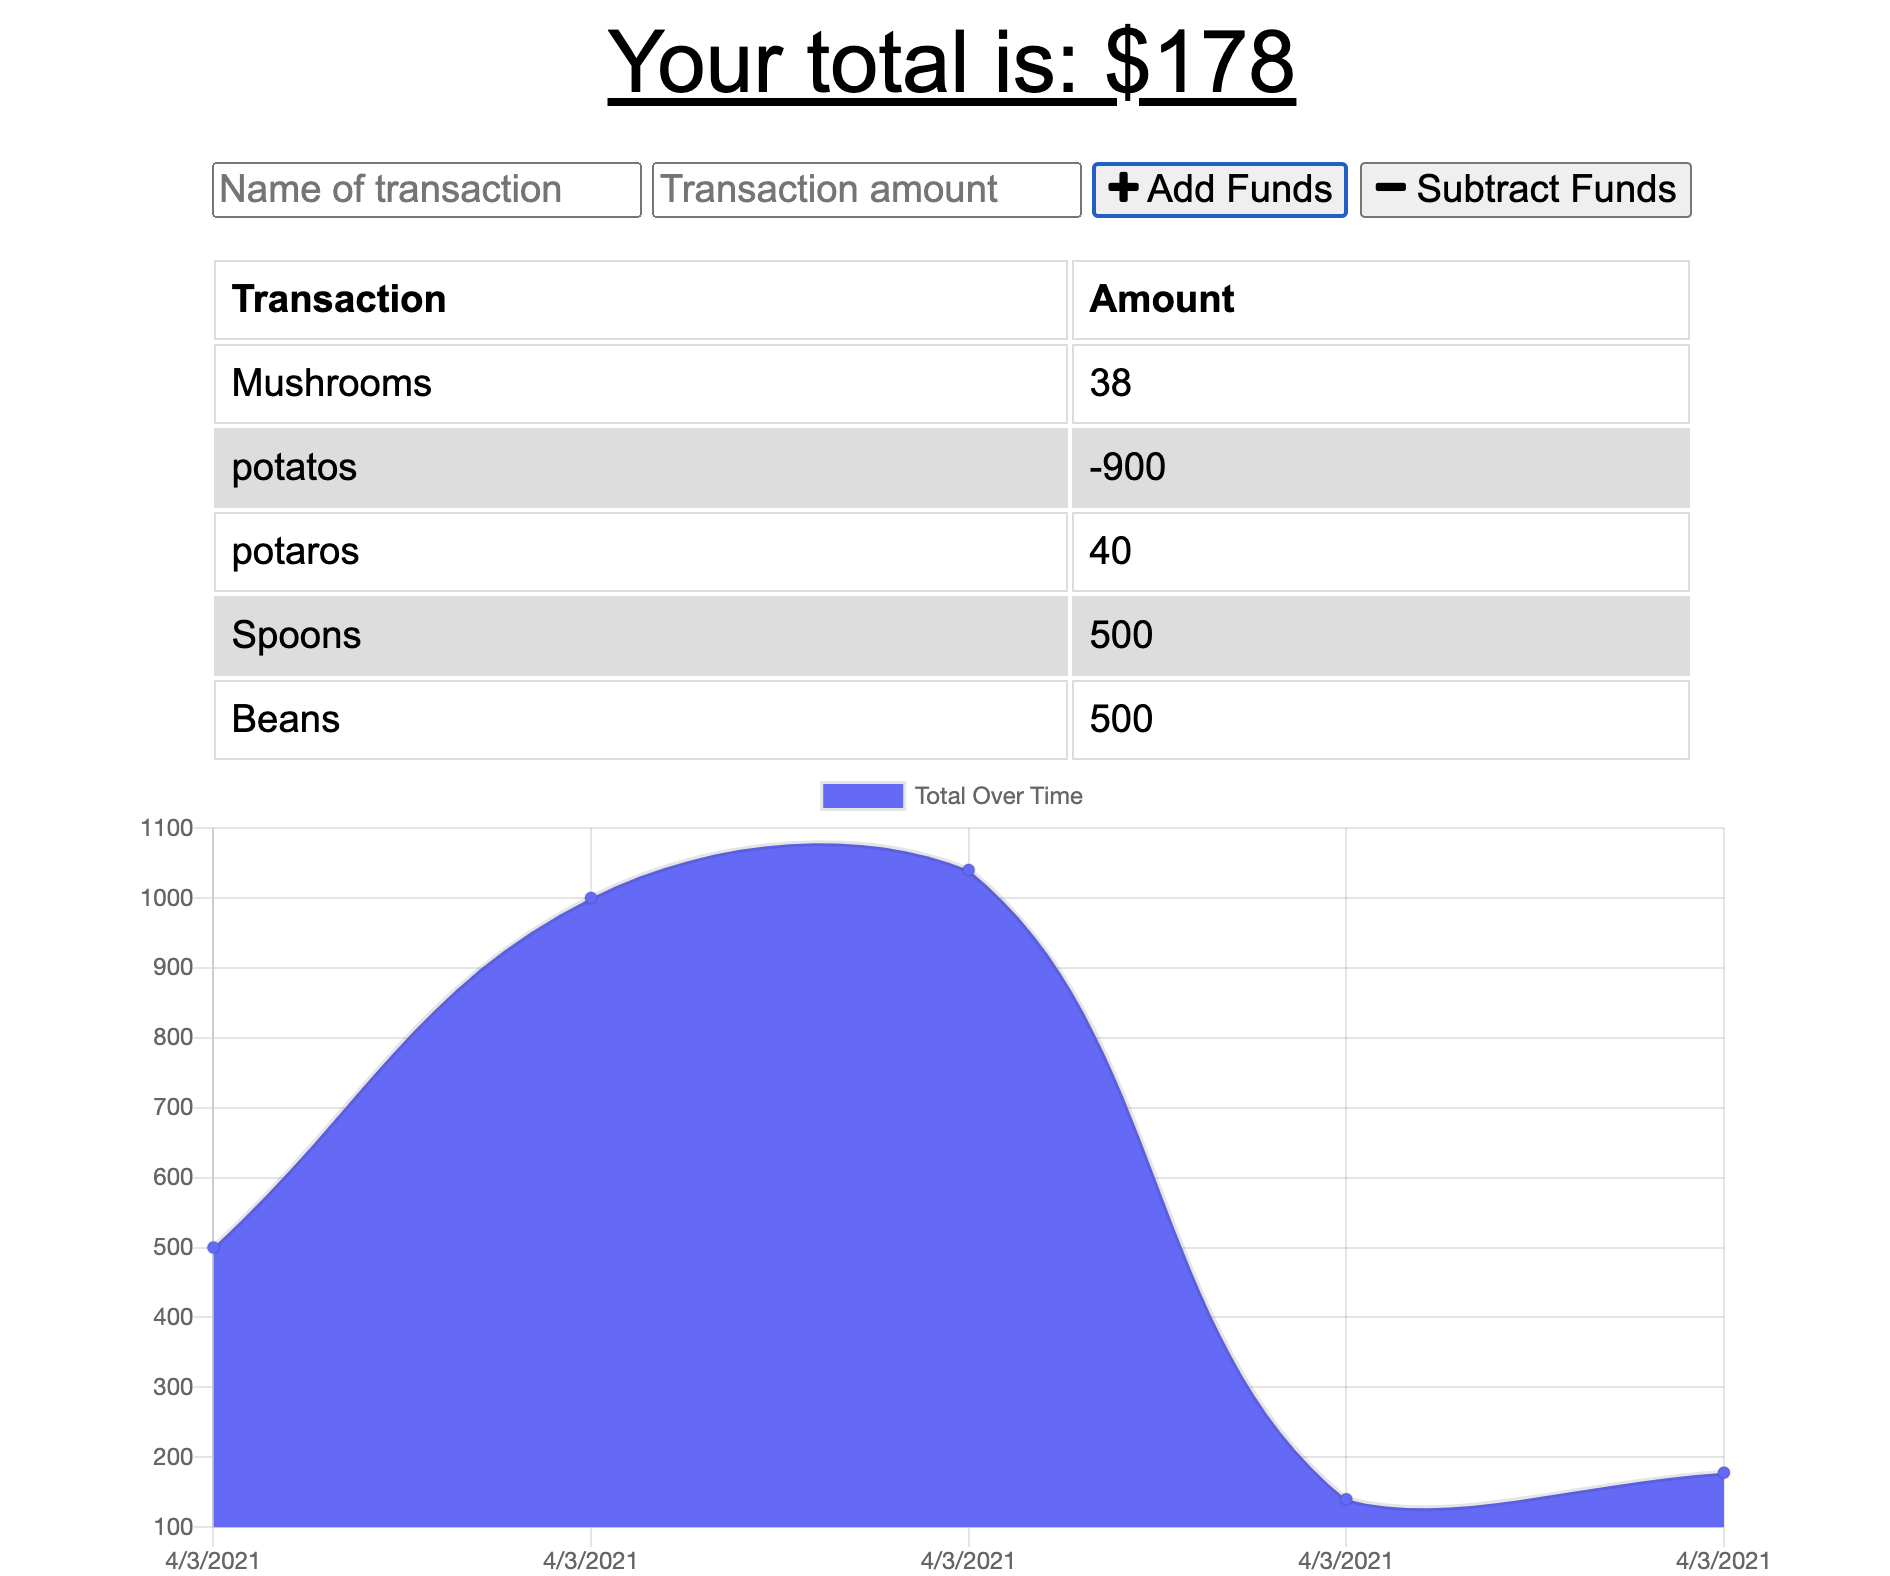 Your total is: $178
Name of transaction Transaction amount + Add Funds − Subtract Funds
Transaction Amount
Mushrooms 38
potatos -900
potaros 40
Spoons 500
Beans 500
Total Over Time
1100
1000
900
800
700
600
500
400
300
200
100
4/3/2021 4/3/2021 4/3/2021 4/3/2021 4/3/2021